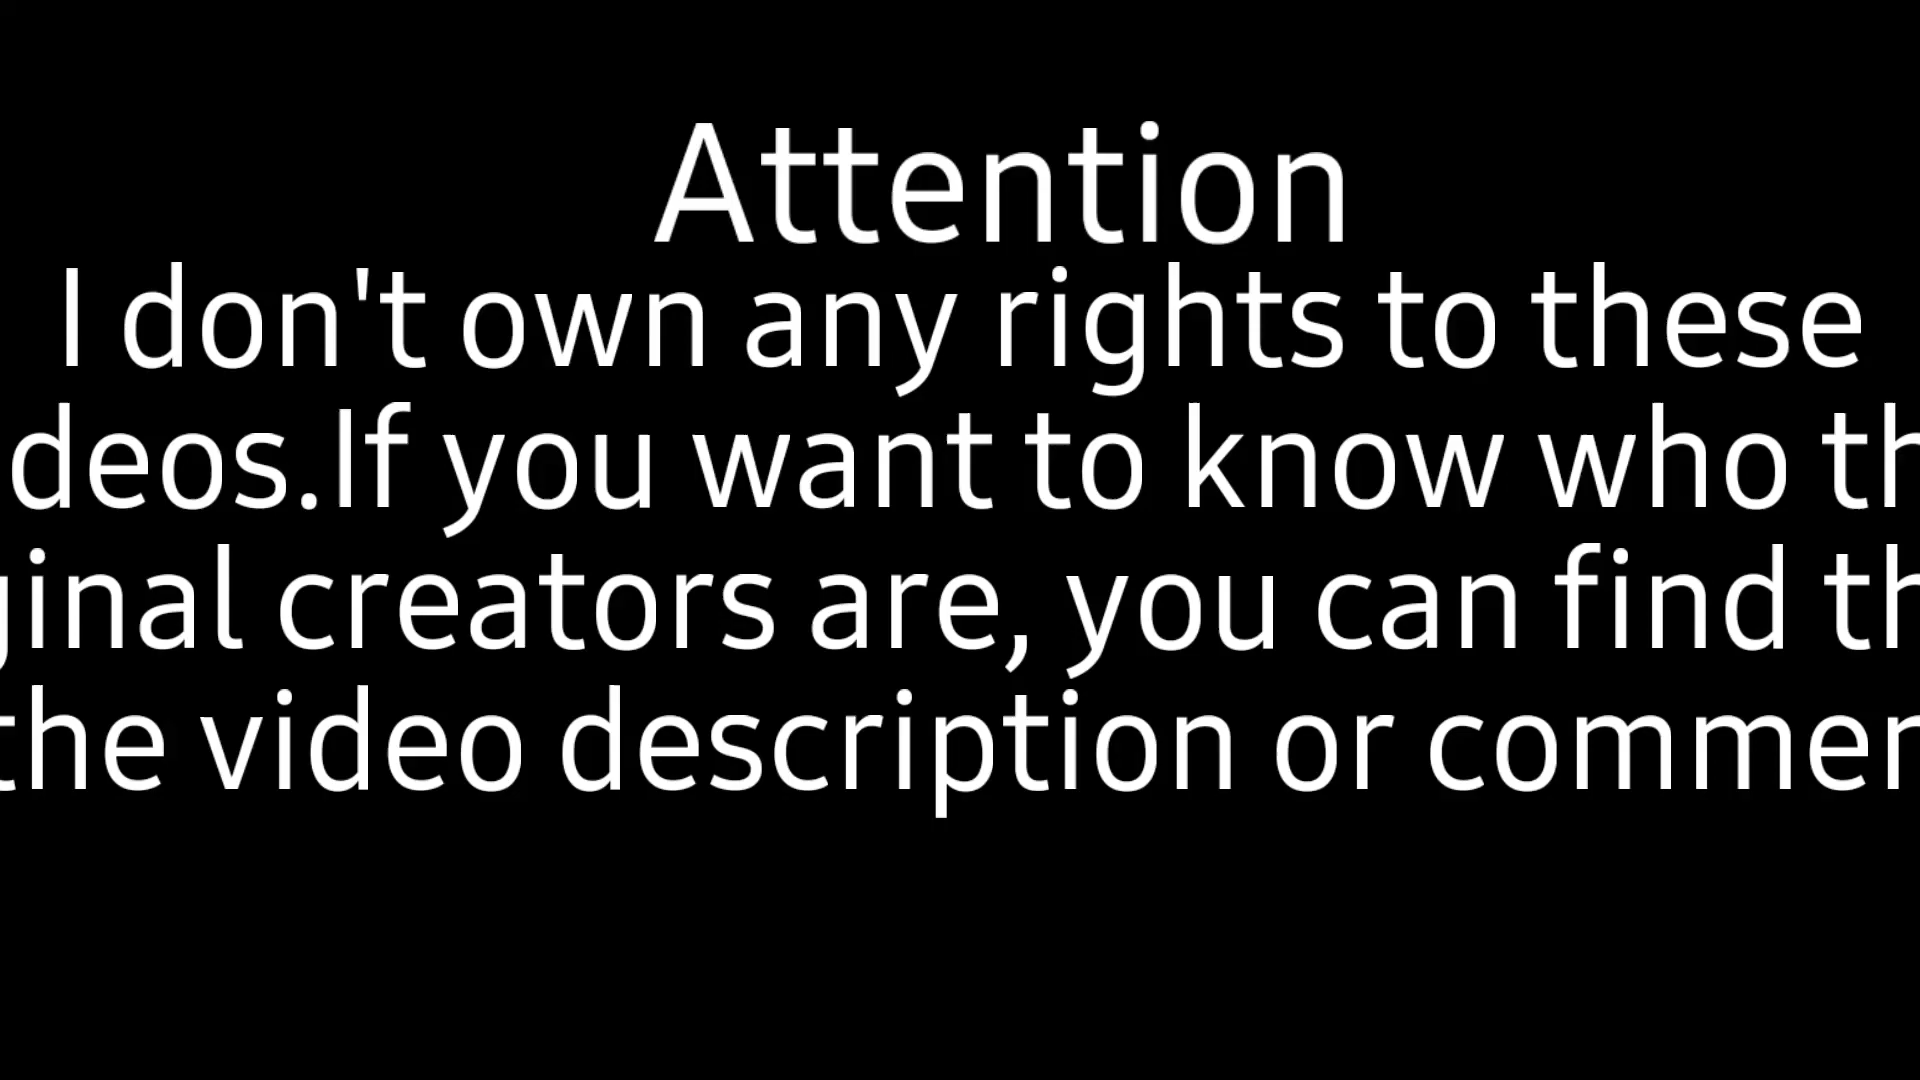 Attention
I don't own any rights to these
deos.If you want to know who th
ginal creators are, you can find th
the video description or commen